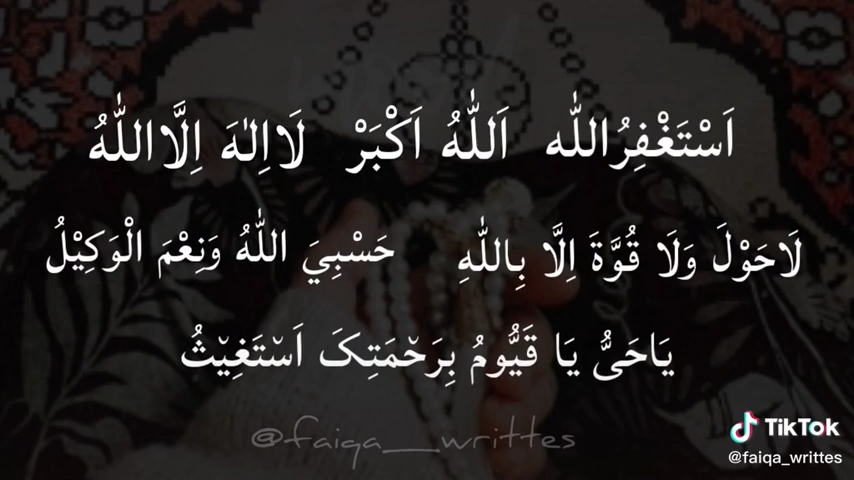 اَسْتَغْفِرُاللّٰه اَللّٰهُ اَكْبَرْ لَااِلٰهَ اِلَّااللّٰهُ
لَاحَوْلَ وَلَا قُوَّةَ اِلَّا بِاللّٰهِ حَسْبِيَ اللّٰهُ وَنِعْمَ الْوَكِيْلُ
يَاحَىُّ يَا قَيُّومُ بِرَحْمَتِکَ اَسْتَغِيْثُ
@faiqa__writtes
TikTok
@faiqa_writtes